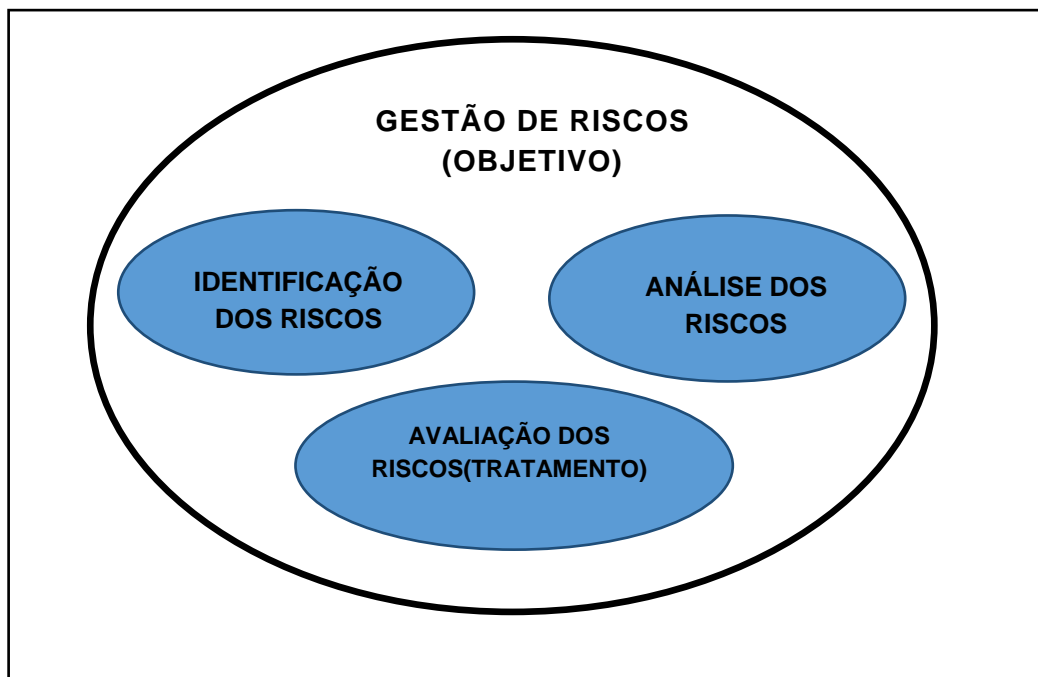 GESTÃO DE RISCOS
(OBJETIVO)
IDENTIFICAÇÃO
DOS RISCOS
ANÁLISE DOS
RISCOS
AVALIAÇÃO DOS
RISCOS(TRATAMENTO)